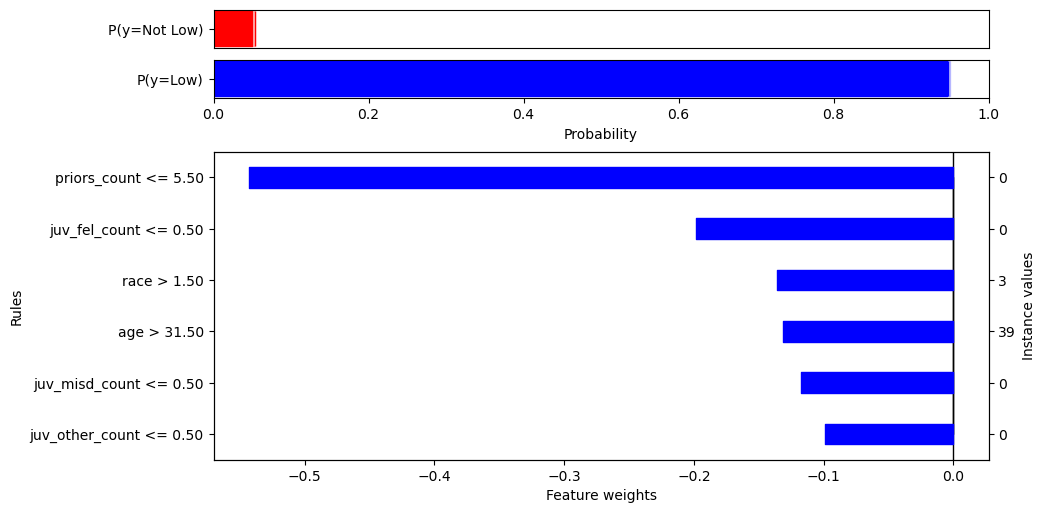 P(y=Not Low)
P(y=Low)
0.0 0.2 0.4 0.6 0.8 1.0
Probability
priors_count <= 5.50 0
juv_fel_count <= 0.50 0
race > 1.50 3
age > 31.50 39
juv_misd_count <= 0.50 0
juv_other_count <= 0.50 0
Rules
Instance values
−0.5 −0.4 −0.3 −0.2 −0.1 0.0
Feature weights